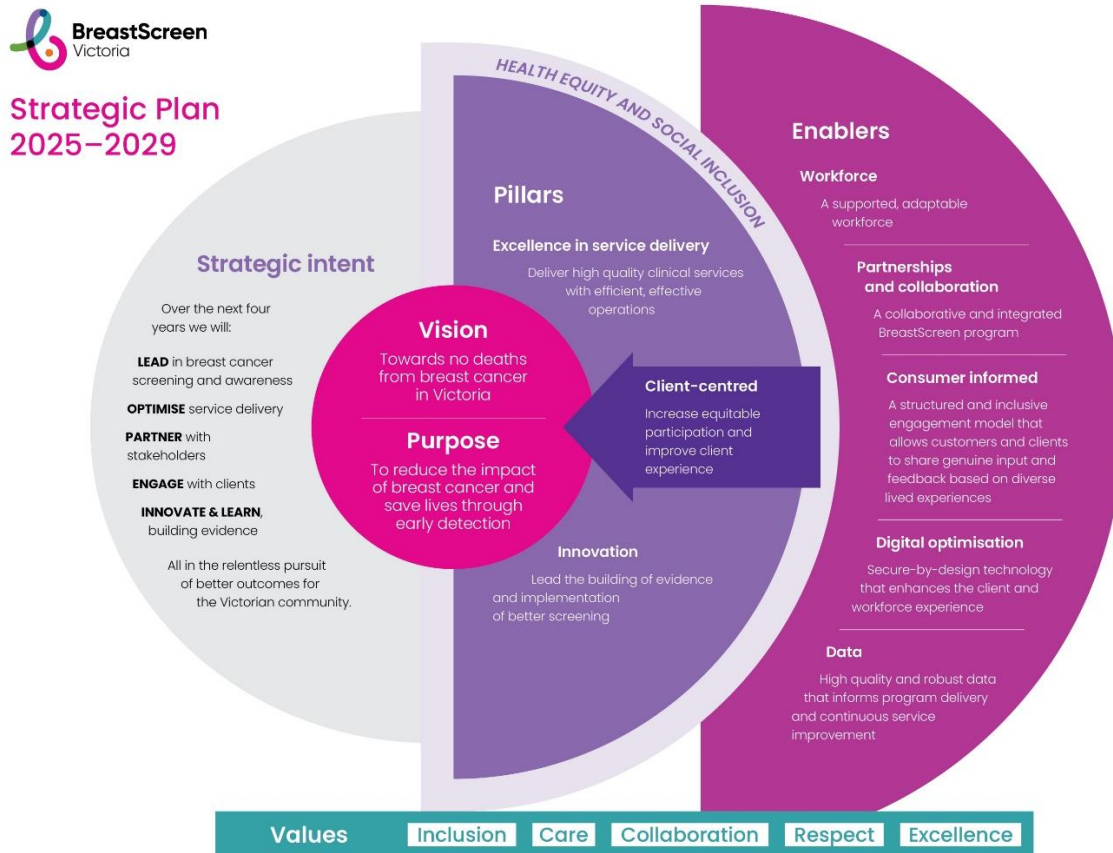 BreastScreen
Victoria
Strategic Plan
2025–2029
Strategic intent
Over the next four
years we will:
LEAD in breast cancer
screening and awareness
OPTIMISE service delivery
PARTNER with
stakeholders
ENGAGE with clients
INNOVATE & LEARN,
building evidence
All in the relentless pursuit
of better outcomes for
the Victorian community.
Vision
Towards no deaths
from breast cancer
in Victoria
Purpose
To reduce the impact
of breast cancer and
save lives through
early detection
HEALTH EQUITY AND SOCIAL INCLUSION
Pillars
Excellence in service delivery
Deliver high quality clinical services
with efficient, effective
operations
Client-centred
Increase equitable
participation and
improve client
experience
Innovation
Lead the building of evidence
and implementation
of better screening
Enablers
Workforce
A supported, adaptable
workforce
Partnerships
and collaboration
A collaborative and integrated
BreastScreen program
Consumer informed
A structured and inclusive
engagement model that
allows customers and clients
to share genuine input and
feedback based on diverse
lived experiences
Digital optimisation
Secure-by-design technology
that enhances the client and
workforce experience
Data
High quality and robust data
that informs program delivery
and continuous service
improvement
Values Inclusion Care Collaboration Respect Excellence